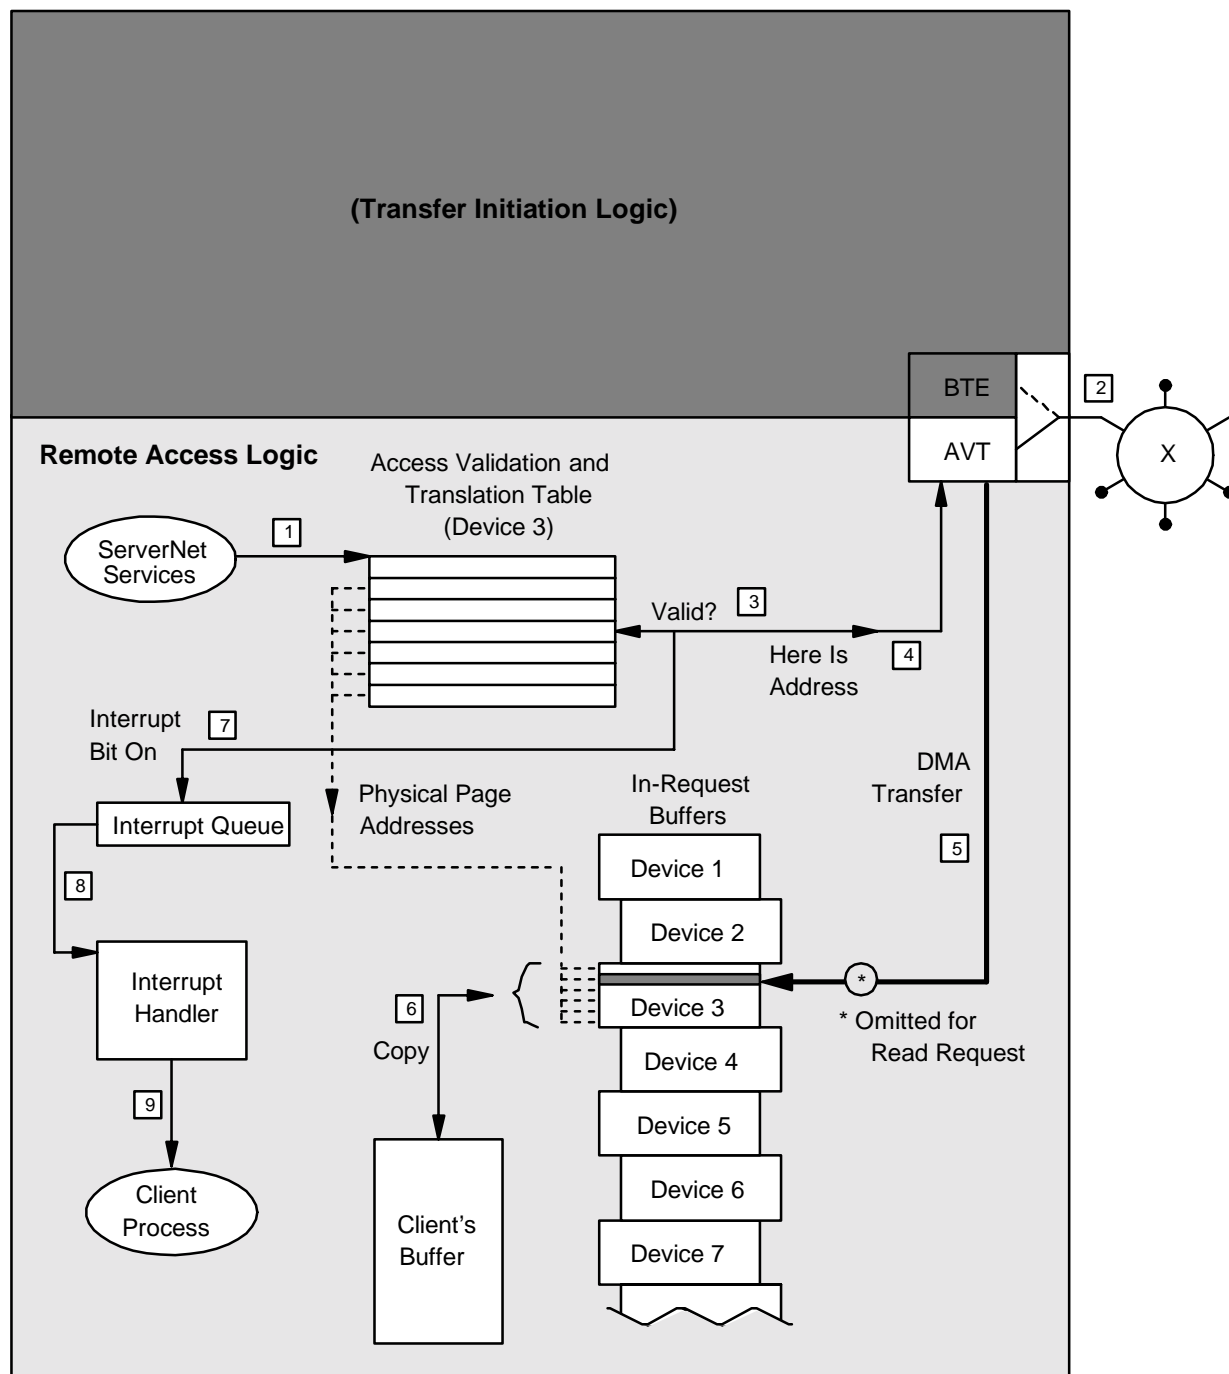 (Transfer Initiation Logic)
BTE
2
AVT
X
Remote Access Logic
Access Validation and
Translation Table
(Device 3)
1
ServerNet
Services
Valid?
3
Here Is
Address
4
Interrupt
Bit On
7
Physical Page
Addresses
In-Request
Buffers
DMA
Transfer
5
Interrupt Queue
8
Device 1
Device 2
Interrupt
Handler
6
Copy
Device 3
*
* Omitted for
Read Request
Device 4
9
Device 5
Client
Process
Device 6
Client's
Buffer
Device 7